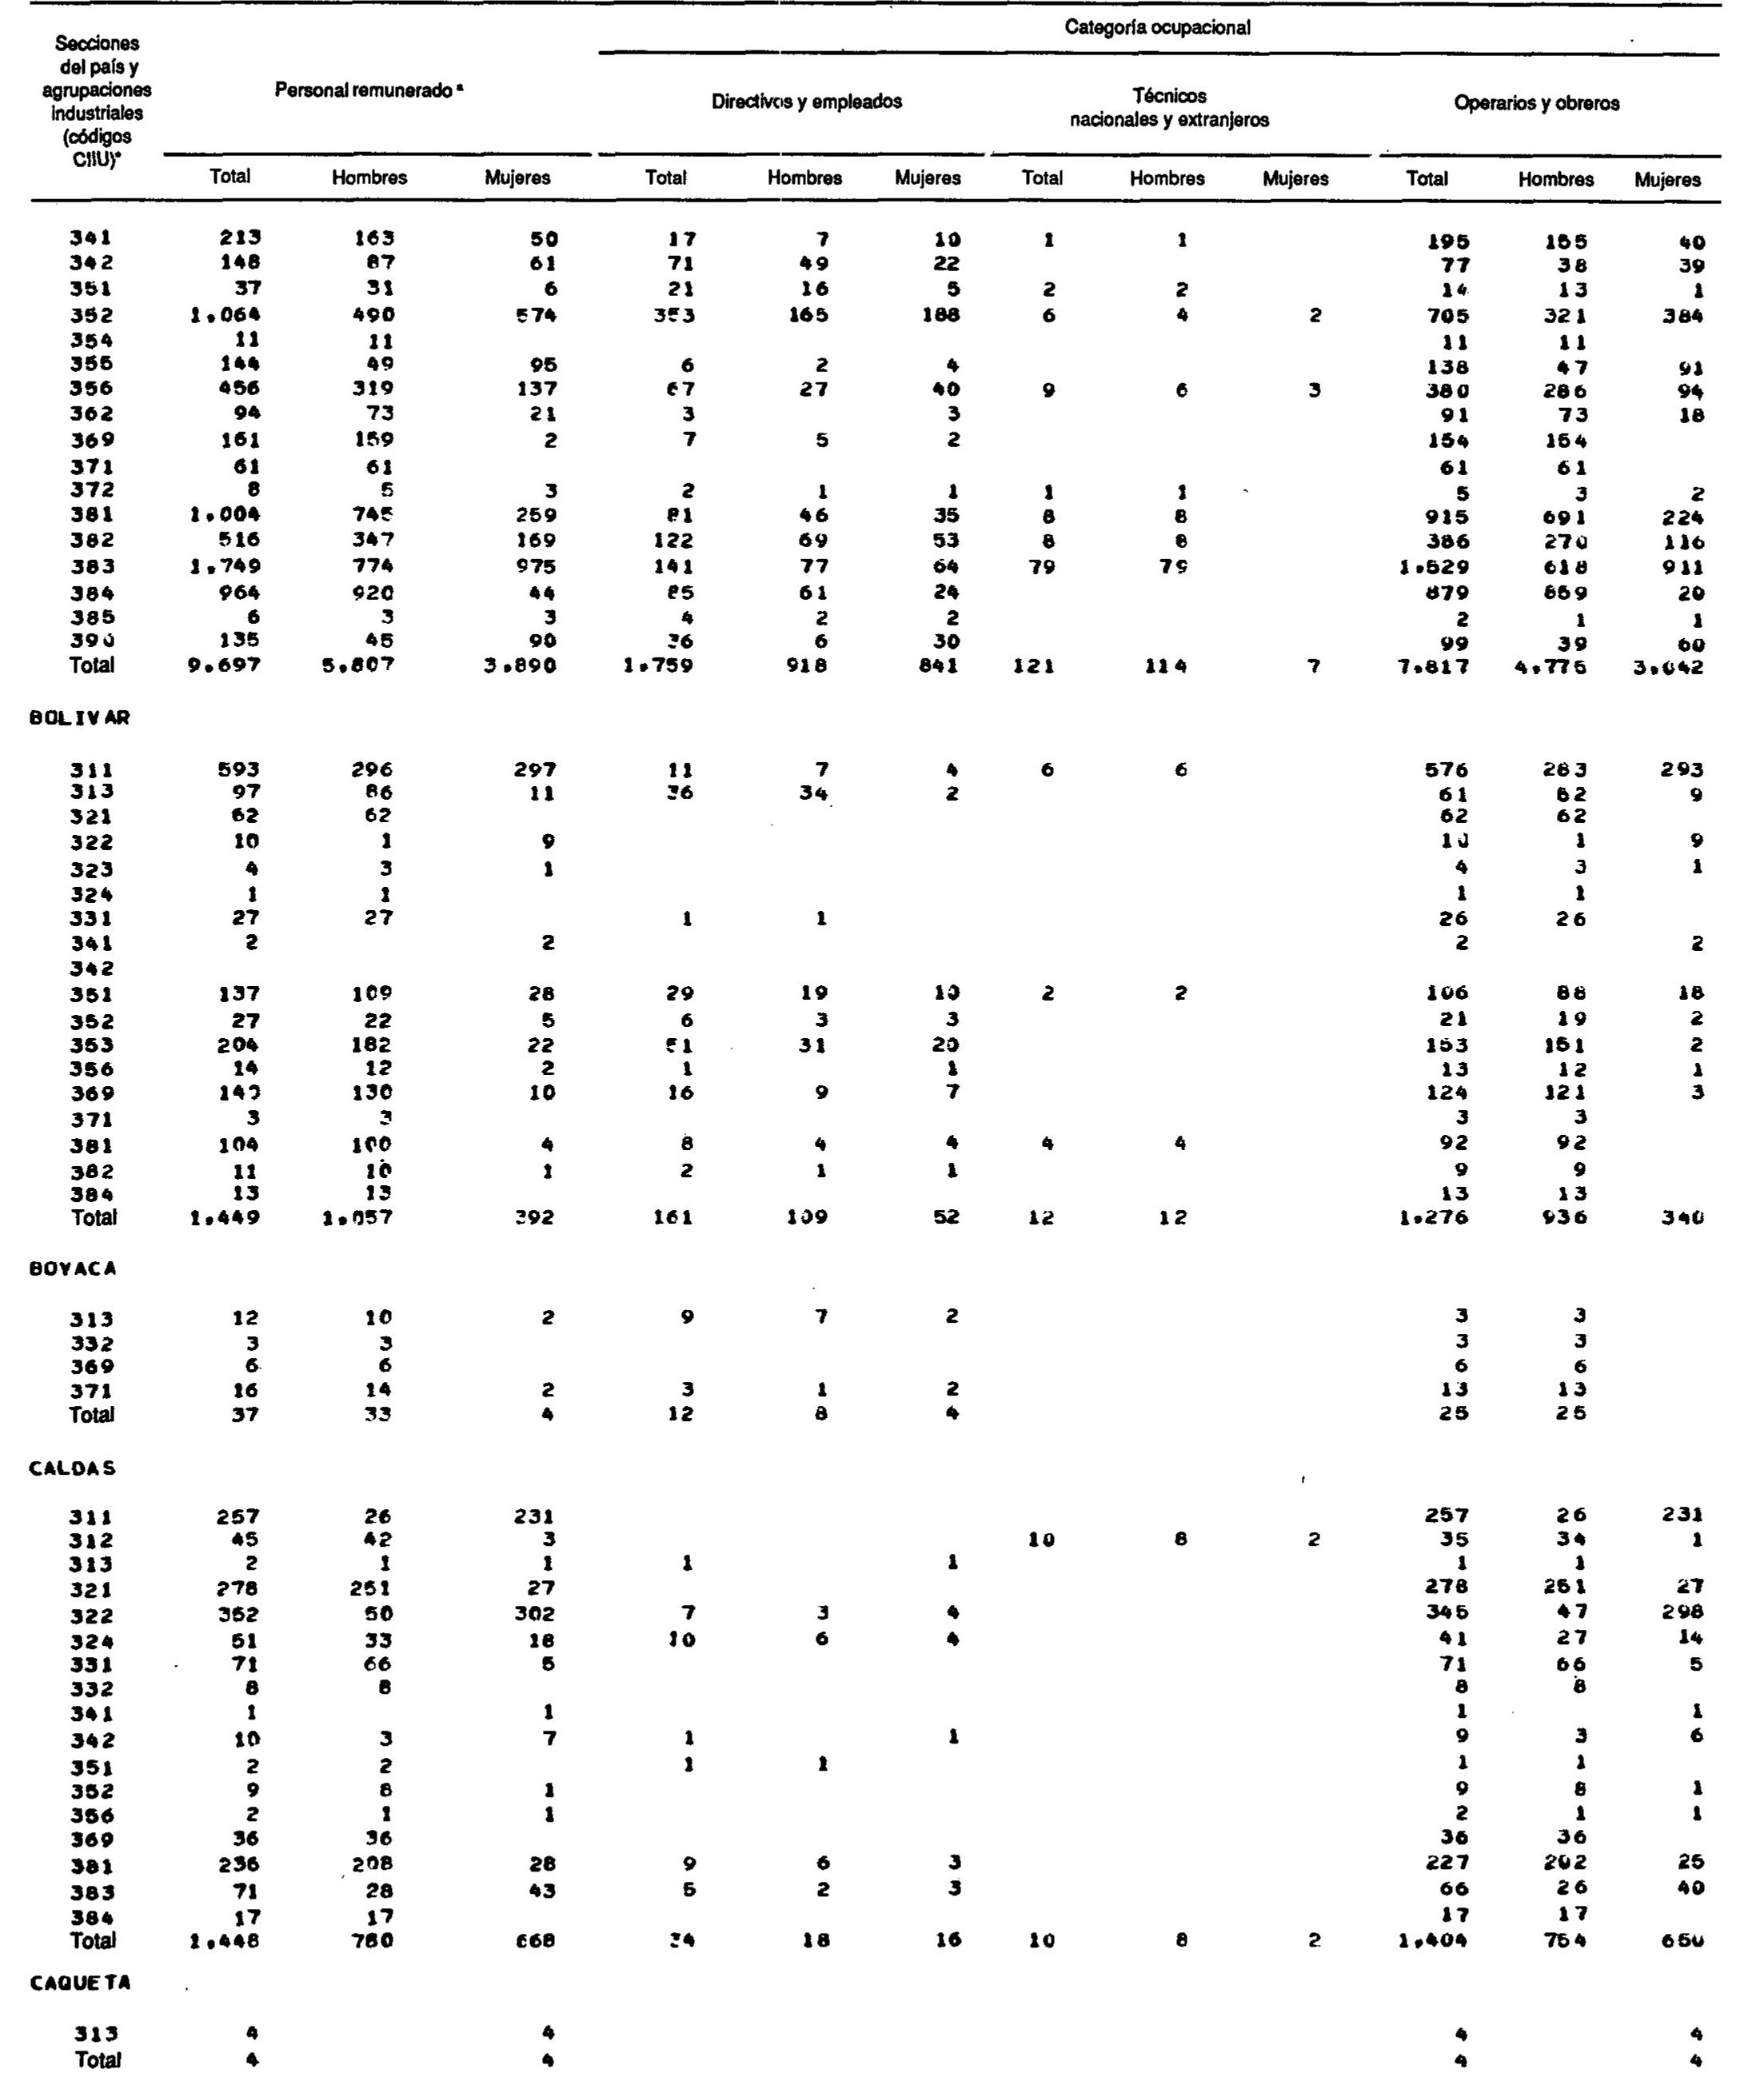 Categoría ocupacional
Secciones
del país y
agrupaciones
industriales
(códigos
CIIU)*
Personal remunerado ª
Directivos y empleados
Técnicos
nacionales y extranjeros
Operarios y obreros
Total Hombres Mujeres Total Hombres Mujeres Total Hombres Mujeres Total Hombres Mujeres
341 213 163 50 17 7 10 1 1 195 155 40
342 148 87 61 71 49 22 77 38 39
351 37 31 6 21 16 5 2 2 14 13 1
352 1.064 490 574 353 165 188 6 4 2 705 321 384
354 11 11 11 11
355 144 49 95 6 2 4 138 47 91
356 456 319 137 67 27 40 9 6 3 380 286 94
362 94 73 21 3 3 91 73 18
369 161 159 2 7 5 2 154 154
371 61 61 61 61
372 8 5 3 2 1 1 1 1 5 3 2
381 1.004 745 259 81 46 35 8 8 915 691 224
382 516 347 169 122 69 53 8 8 386 270 116
383 1.749 774 975 141 77 64 79 79 1.529 618 911
384 964 920 44 85 61 24 879 859 20
385 6 3 3 4 2 2 2 1 1
390 135 45 90 36 6 30 99 39 60
Total 9.697 5.807 3.890 1.759 918 841 121 114 7 7.817 4.775 3.042
BOLIVAR
311 593 296 297 11 7 4 6 6 576 283 293
313 97 86 11 36 34 2 61 52 9
321 62 62 62 62
322 10 1 9 10 1 9
323 4 3 1 4 3 1
324 1 1 1 1
331 27 27 1 1 26 26
341 2 2 2 2
342
351 137 109 28 29 19 10 2 2 106 88 18
352 27 22 5 6 3 3 21 19 2
353 204 182 22 51 31 20 153 151 2
356 14 12 2 1 1 13 12 1
369 140 130 10 16 9 7 124 121 3
371 3 3 3 3
381 104 100 4 8 4 4 4 4 92 92
382 11 10 1 2 1 1 9 9
384 13 13 13 13
Total 1.449 1.057 392 161 109 52 12 12 1.276 936 340
BOYACA
313 12 10 2 9 7 2 3 3
332 3 3 3 3
369 6 6 6 6
371 16 14 2 3 1 2 13 13
Total 37 33 4 12 8 4 25 25
CALDAS
311 257 26 231 257 26 231
312 45 42 3 10 8 2 35 34 1
313 2 1 1 1 1 1 1
321 278 251 27 278 251 27
322 352 50 302 7 3 4 345 47 298
324 51 33 18 10 6 4 41 27 14
331 71 66 5 71 66 5
332 8 8 8 8
341 1 1 1 1
342 10 3 7 1 1 9 3 6
351 2 2 1 1 1 1
352 9 8 1 9 8 1
356 2 1 1 2 1 1
369 36 36 36 36
381 236 208 28 9 6 3 227 202 25
383 71 28 43 5 2 3 66 26 40
384 17 17 17 17
Total 1.448 780 668 34 18 16 10 8 2 1.404 754 650
CAQUETA
313 4 4 4 4
Total 4 4 4 4